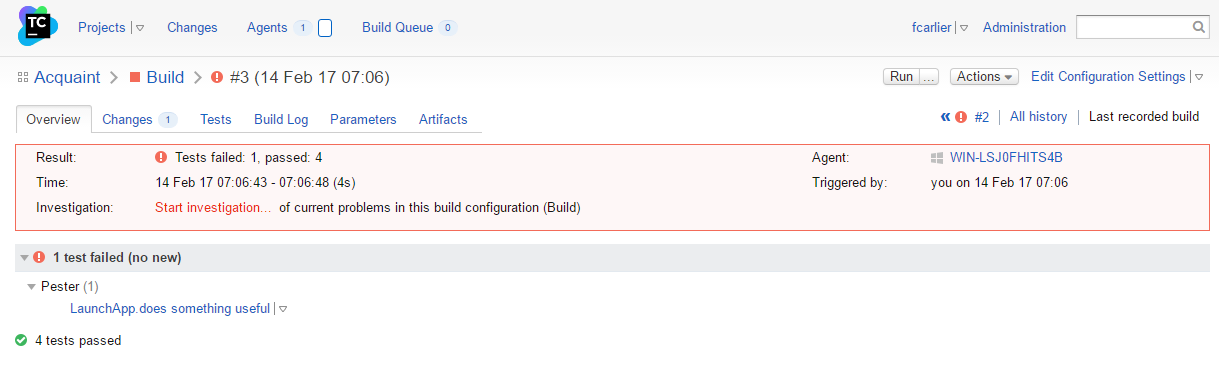 TC Projects Changes Agents 1 Build Queue 0 fcarlier Administration
Acquaint Build #3 (14 Feb 17 07:06) Run ... Actions Edit Configuration Settings
Overview Changes 1 Tests Build Log Parameters Artifacts « #2 All history Last recorded build
Result: Tests failed: 1, passed: 4 Agent: WIN-LSJ0FHITS4B
Time: 14 Feb 17 07:06:43 - 07:06:48 (4s) Triggered by: you on 14 Feb 17 07:06
Investigation: Start investigation... of current problems in this build configuration (Build)
1 test failed (no new)
Pester (1)
LaunchApp.does something useful
4 tests passed